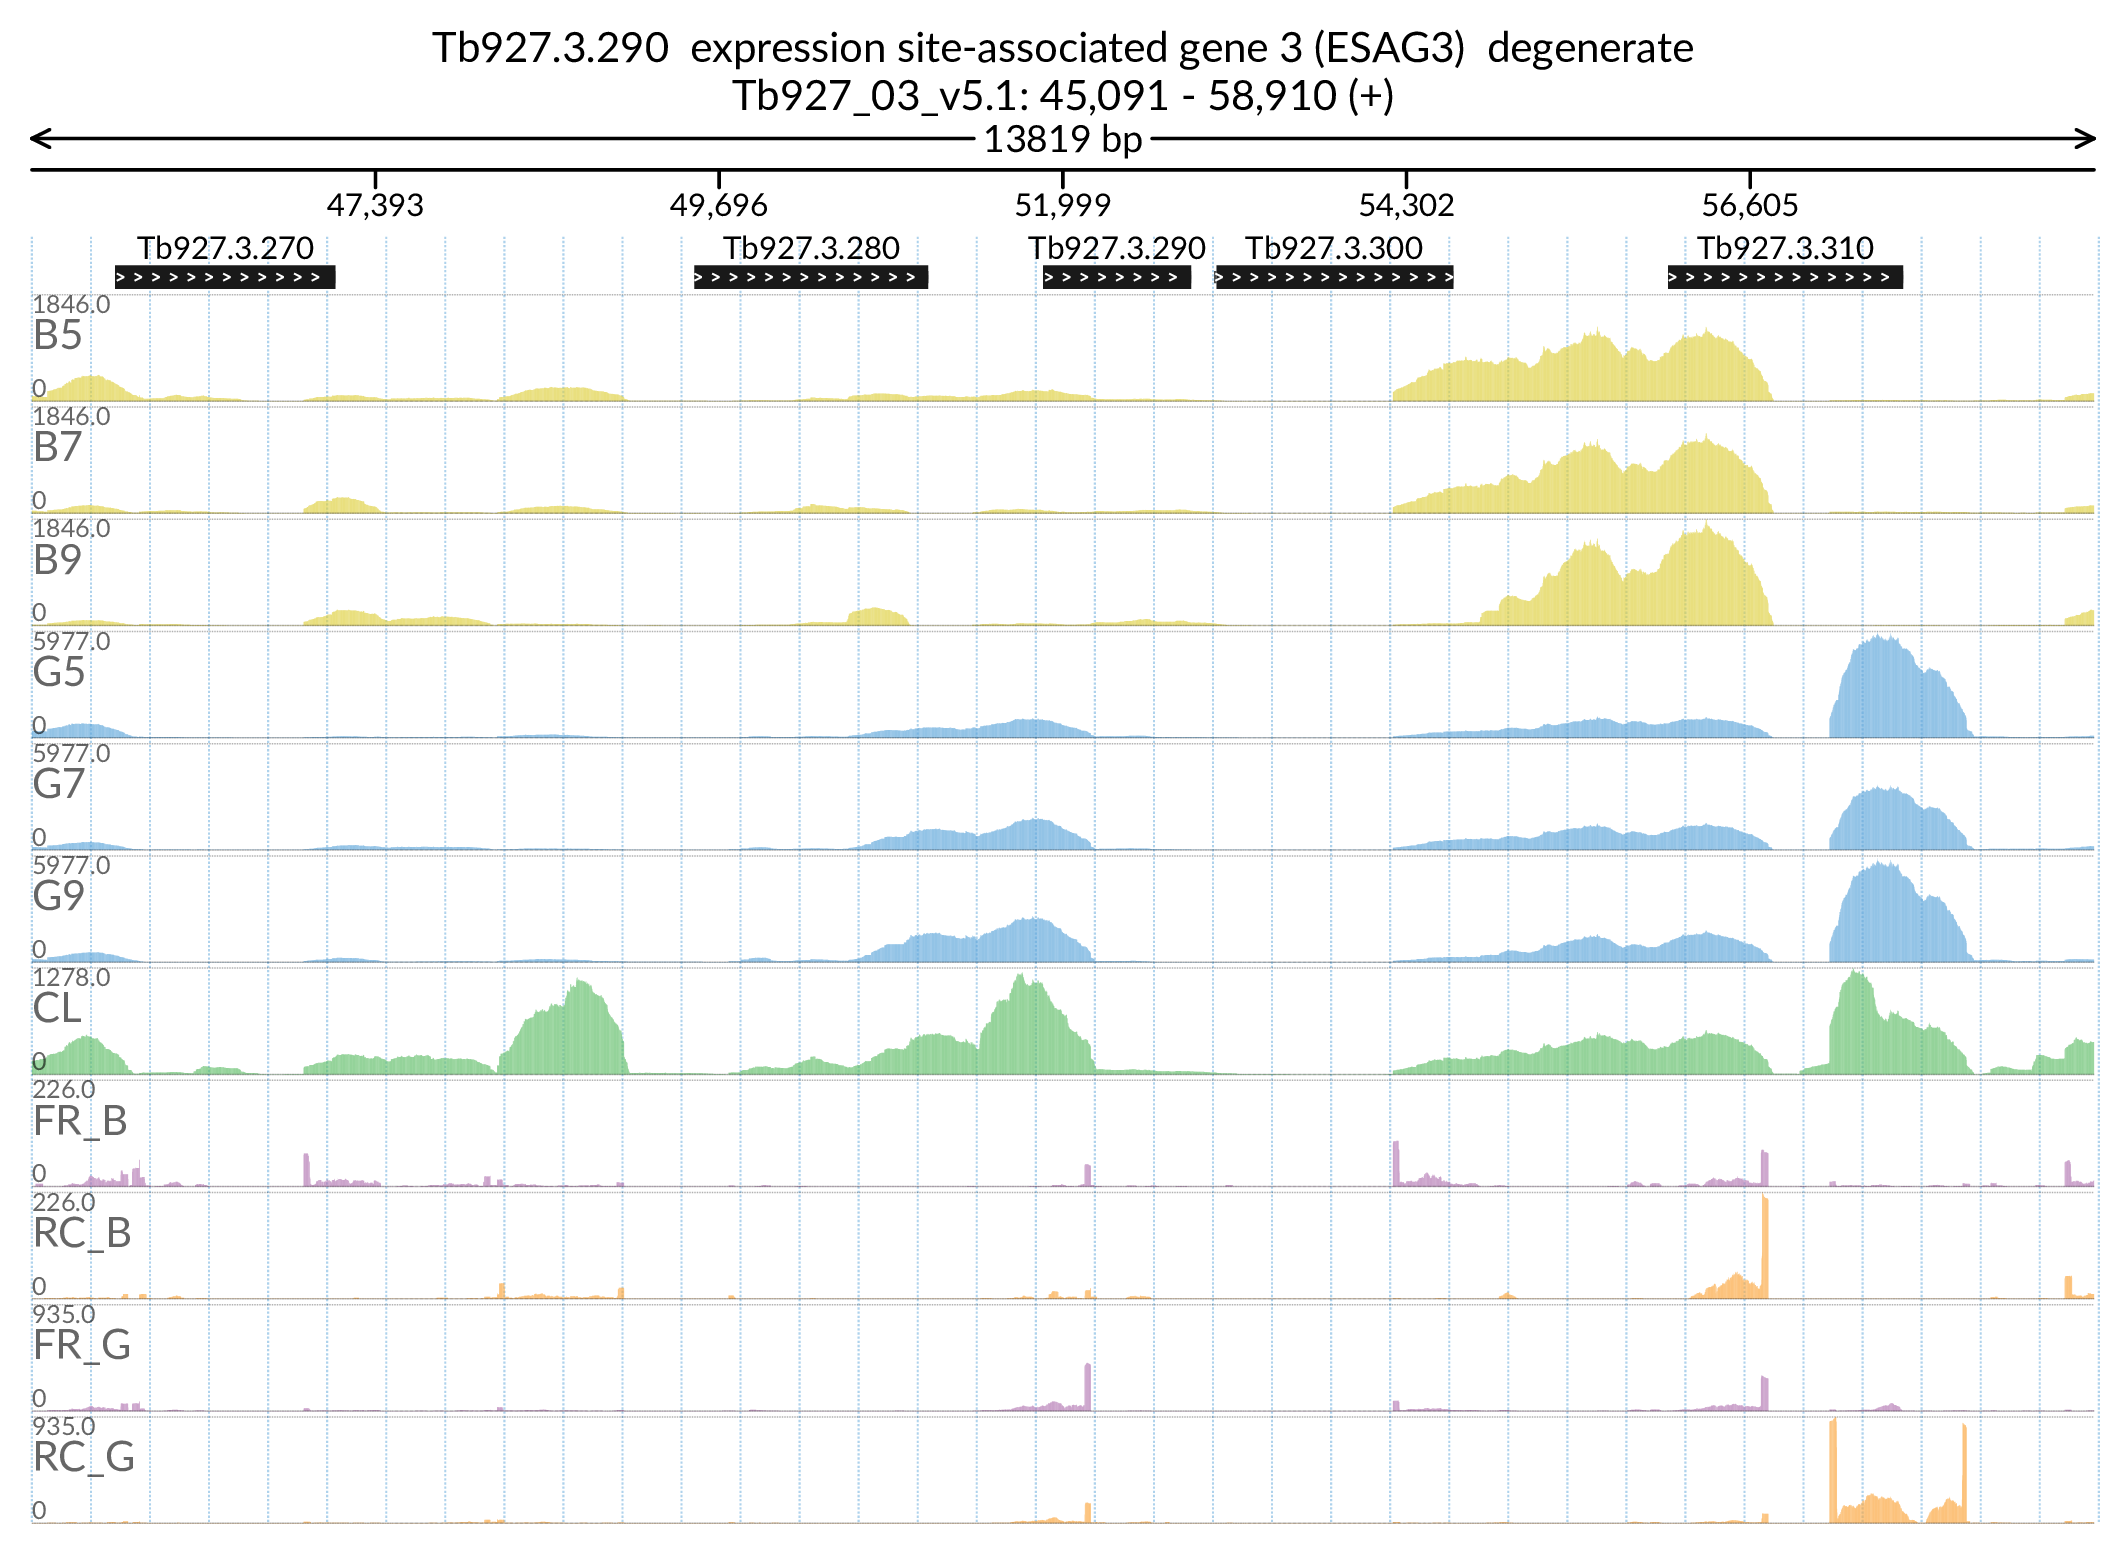 Tb927.3.290 expression site-associated gene 3 (ESAG3) degenerate
Tb927_03_v5.1: 45,091 - 58,910 (+)
13819 bp
47,393 49,696 51,999 54,302 56,605
Tb927.3.270 Tb927.3.280 Tb927.3.290 Tb927.3.300 Tb927.3.310
1846.0
B5
0
1846.0
B7
0
1846.0
B9
0
5977.0
G5
0
5977.0
G7
0
5977.0
G9
0
1278.0
CL
0
226.0
FR_B
0
226.0
RC_B
0
935.0
FR_G
0
935.0
RC_G
0